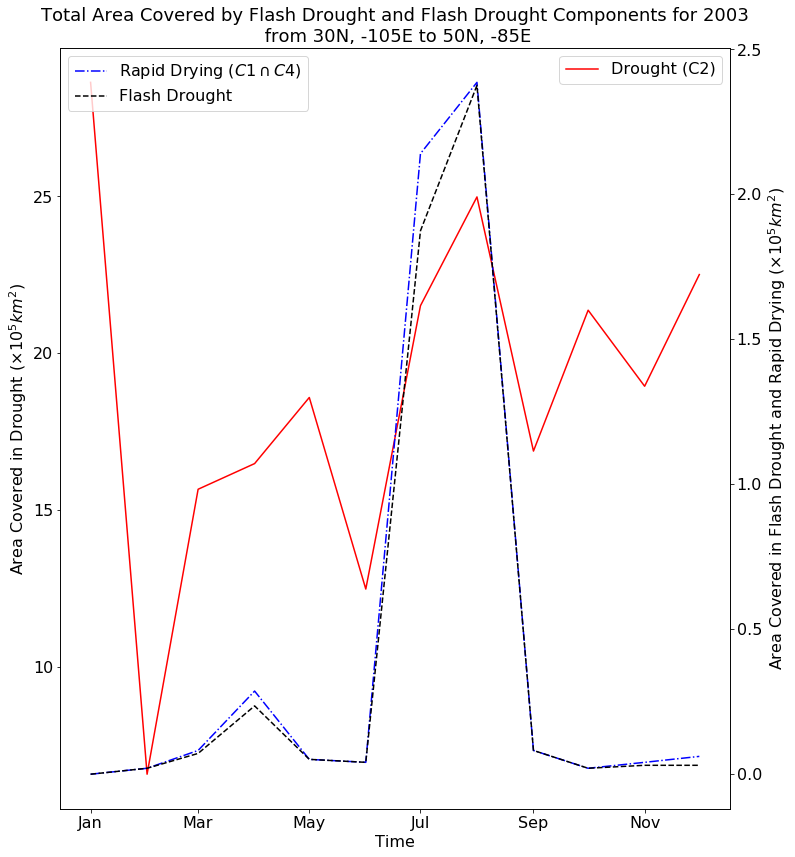 Total Area Covered by Flash Drought and Flash Drought Components for 2003
from 30N, -105E to 50N, -85E
Rapid Drying (C1 ∩ C4)
Flash Drought
Drought (C2)
Area Covered in Drought (×10⁵km²)
25
20
15
10
2.5
2.0
1.5
1.0
0.5
0.0
Area Covered in Flash Drought and Rapid Drying (×10⁵km²)
Jan Mar May Jul Sep Nov
Time